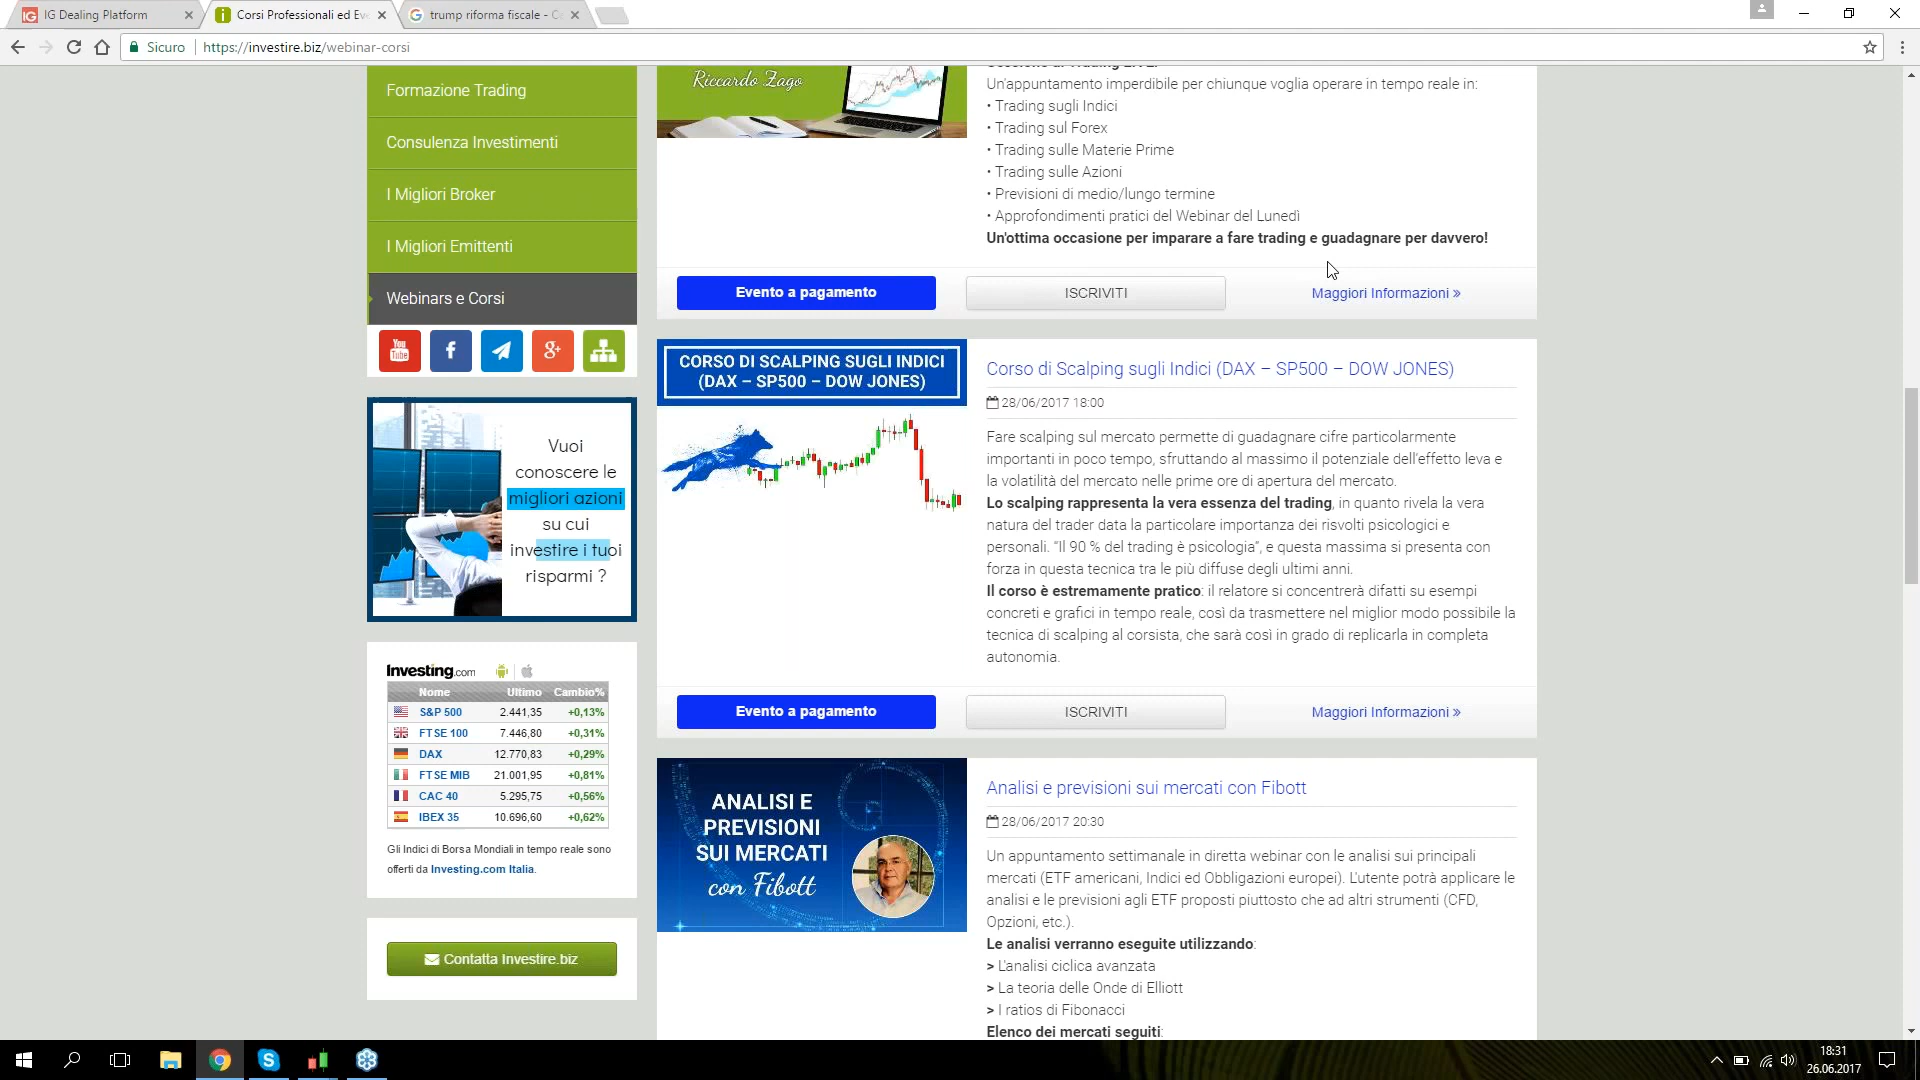 IG Dealing Platform
Corsi Professionali ed Eve
trump riforma fiscale - Ce
Sicuro
https://investire.biz/webinar-corsi
Formazione Trading
Consulenza Investimenti
I Migliori Broker
I Migliori Emittenti
Webinars e Corsi
You
Tube
Vuoi
conoscere le
migliori azioni
su cui
investire i tuoi
risparmi ?
Investing.com
Nome Ultimo Cambio%
S&P 500 2.441,35 +0,13%
FTSE 100 7.446,80 +0,31%
DAX 12.770,83 +0,29%
FTSE MIB 21.001,95 +0,81%
CAC 40 5.295,75 +0,56%
IBEX 35 10.696,60 +0,62%
Gli Indici di Borsa Mondiali in tempo reale sono
offerti da Investing.com Italia.
Contatta Investire.biz
Riccardo Zago
Sessione di Trading LIVE.
Un'appuntamento imperdibile per chiunque voglia operare in tempo reale in:
• Trading sugli Indici
• Trading sul Forex
• Trading sulle Materie Prime
• Trading sulle Azioni
• Previsioni di medio/lungo termine
• Approfondimenti pratici del Webinar del Lunedì
Un'ottima occasione per imparare a fare trading e guadagnare per davvero!
Evento a pagamento
ISCRIVITI
Maggiori Informazioni »
CORSO DI SCALPING SUGLI INDICI
(DAX – SP500 – DOW JONES)
Corso di Scalping sugli Indici (DAX – SP500 – DOW JONES)
28/06/2017 18:00
Fare scalping sul mercato permette di guadagnare cifre particolarmente
importanti in poco tempo, sfruttando al massimo il potenziale dell'effetto leva e
la volatilità del mercato nelle prime ore di apertura del mercato.
Lo scalping rappresenta la vera essenza del trading, in quanto rivela la vera
natura del trader data la particolare importanza dei risvolti psicologici e
personali. “Il 90 % del trading è psicologia”, e questa massima si presenta con
forza in questa tecnica tra le più diffuse degli ultimi anni.
Il corso è estremamente pratico: il relatore si concentrerà difatti su esempi
concreti e grafici in tempo reale, così da trasmettere nel miglior modo possibile la
tecnica di scalping al corsista, che sarà così in grado di replicarla in completa
autonomia.
Evento a pagamento
ISCRIVITI
Maggiori Informazioni »
ANALISI E
PREVISIONI
SUI MERCATI
con Fibott
Analisi e previsioni sui mercati con Fibott
28/06/2017 20:30
Un appuntamento settimanale in diretta webinar con le analisi sui principali
mercati (ETF americani, Indici ed Obbligazioni europei). L'utente potrà applicare le
analisi e le previsioni agli ETF proposti piuttosto che ad altri strumenti (CFD,
Opzioni, etc.).
Le analisi verranno eseguite utilizzando:
> L'analisi ciclica avanzata
> La teoria delle Onde di Elliott
> I ratios di Fibonacci
Elenco dei mercati seguiti:
18:31
26.06.2017